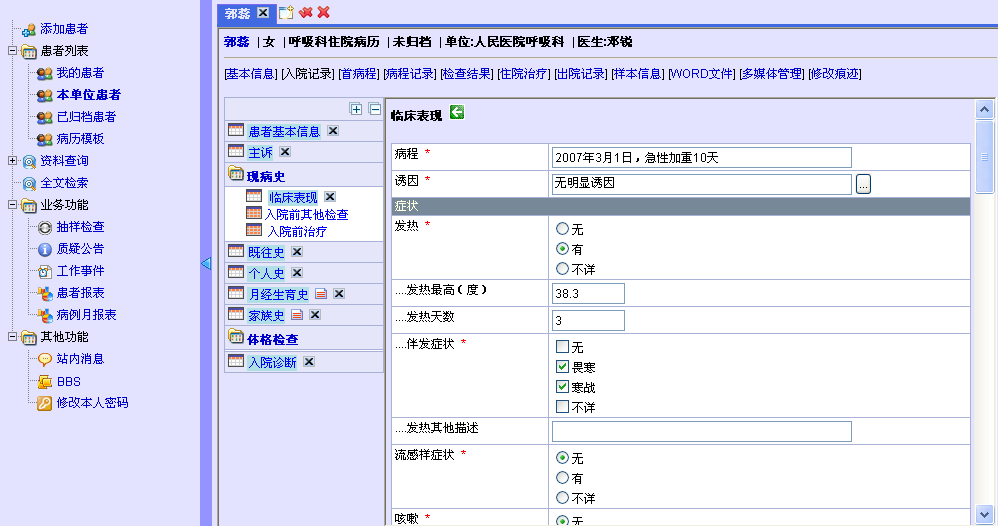 添加患者
患者列表
我的患者
本单位患者
已归档患者
病历模板
资料查询
全文检索
业务功能
抽样检查
质疑公告
工作事件
患者报表
病例月报表
其他功能
站内消息
BBS
修改本人密码
郭蕊
郭蕊 |女 |呼吸科住院病历 |未归档 |单位:人民医院呼吸科 |医生:邓锐
[基本信息] [入院记录] [首病程] [病程记录] [检查结果] [住院治疗] [出院记录] [样本信息] [WORD文件] [多媒体管理] [修改痕迹]
患者基本信息
主诉
现病史
临床表现
入院前其他检查
入院前治疗
既往史
个人史
月经生育史
家族史
体格检查
入院诊断
临床表现
病程 * 2007年3月1日，急性加重10天
诱因 * 无明显诱因 ...
症状
发热 * 无
有
不详
....发热最高（度） 38.3
....发热天数 3
....伴发症状 * 无
畏寒
寒战
不详
....发热其他描述
流感样症状 * 无
有
不详
咳嗽 * 无